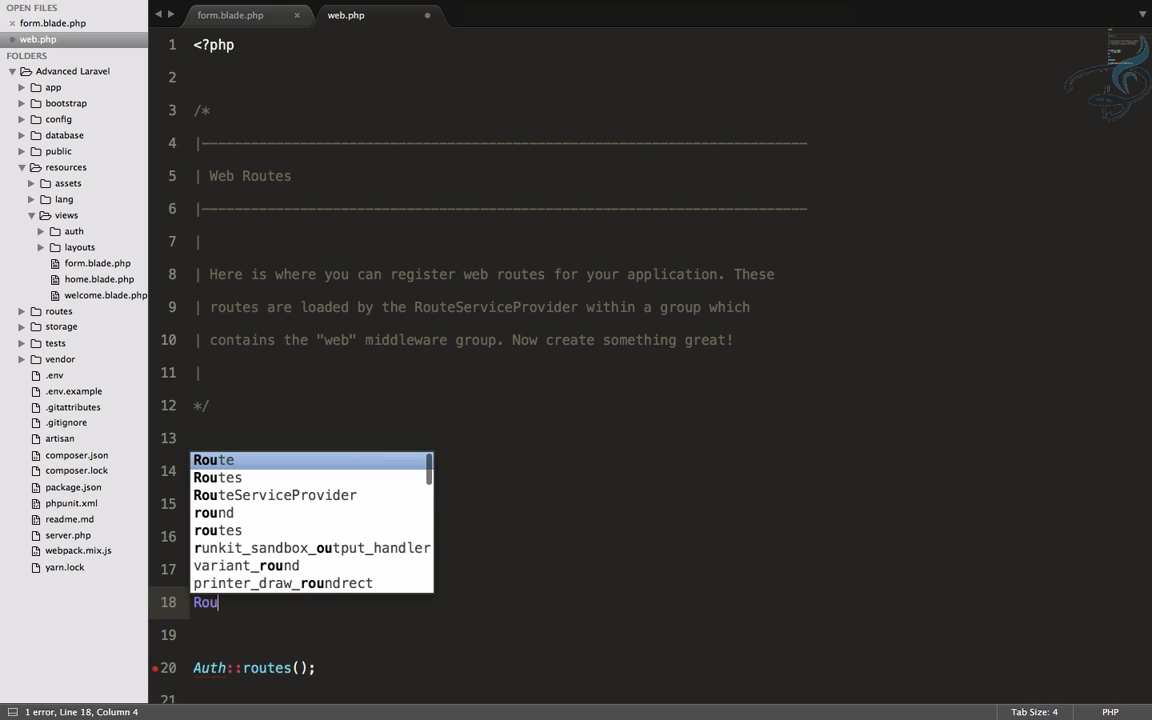 OPEN FILES
form.blade.php
web.php
FOLDERS
Advanced Laravel
app
bootstrap
config
database
public
resources
assets
lang
views
auth
layouts
form.blade.php
home.blade.php
welcome.blade.php
routes
storage
tests
vendor
.env
.env.example
.gitattributes
.gitignore
artisan
composer.json
composer.lock
package.json
phpunit.xml
readme.md
server.php
webpack.mix.js
yarn.lock
form.blade.php
web.php
1 <?php
2
3 /*
4 |--------------------------------------------------------------------------
5 | Web Routes
6 |--------------------------------------------------------------------------
7 |
8 | Here is where you can register web routes for your application. These
9 | routes are loaded by the RouteServiceProvider within a group which
10 | contains the "web" middleware group. Now create something great!
11 |
12 */
13
14
15
16
17
Route
Routes
RouteServiceProvider
round
routes
runkit_sandbox_output_handler
variant_round
printer_draw_roundrect
18 Rou
19
20 Auth::routes();
21
1 error, Line 18, Column 4
Tab Size: 4
PHP